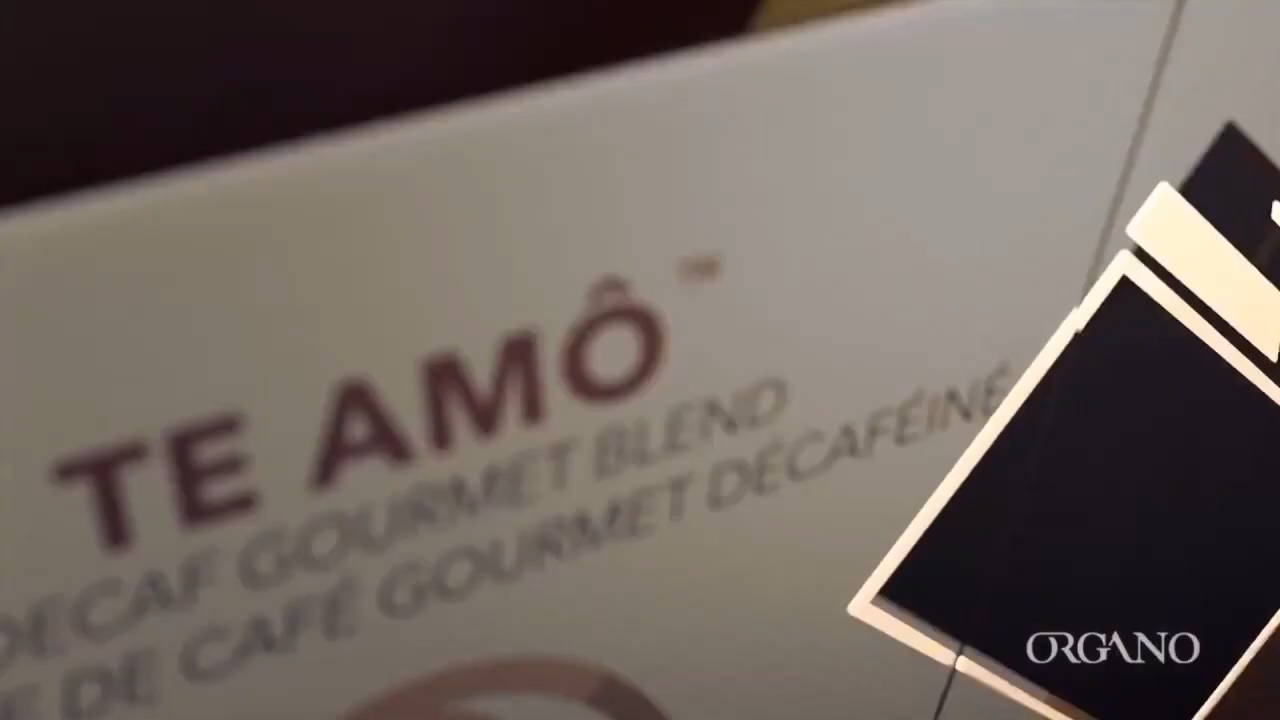 TE AMÔ™
DECAF GOURMET BLEND
DE CAFÉ GOURMET DÉCAFÉINÉ
ORGANO